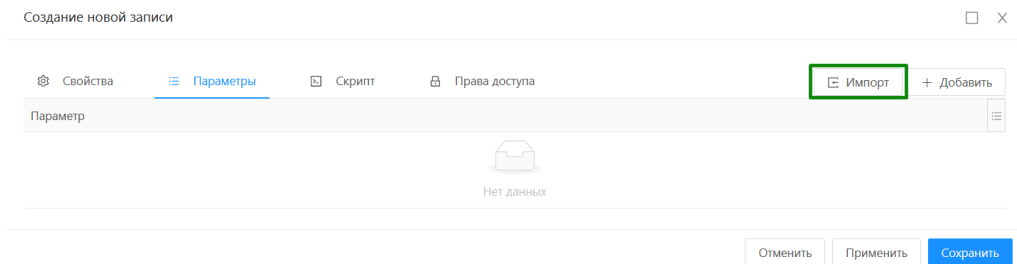 Создание новой записи
Свойства Параметры Скрипт Права доступа Импорт + Добавить
Параметр
Нет данных
Отменить Применить Сохранить